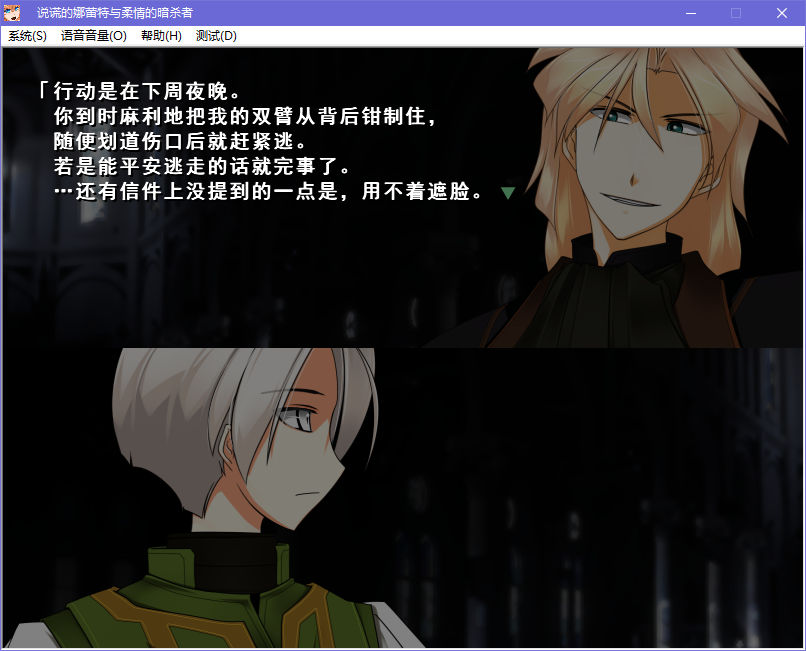 说谎的娜茵特与柔情的暗杀者
系统(S) 语音音量(O) 帮助(H) 测试(D)
「行动是在下周夜晚。
你到时麻利地把我的双臂从背后钳制住，
随便划道伤口后就赶紧逃。
若是能平安逃走的话就完事了。
…还有信件上没提到的一点是，用不着遮脸。